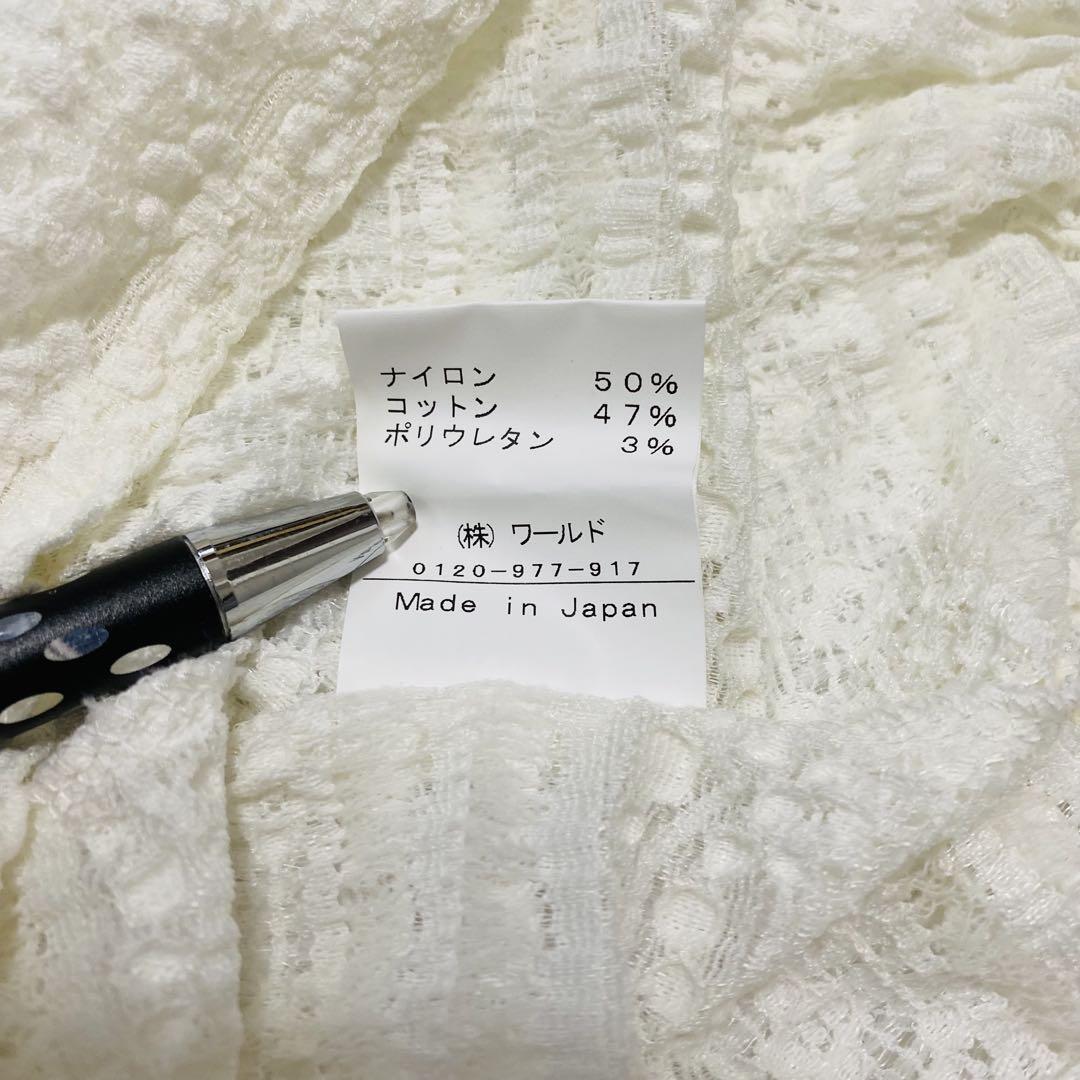 ナイロン ５０％
コットン ４７％
ポリウレタン ３％
㈱ ワールド
０１２０−９７７−９１７
Made in Japan